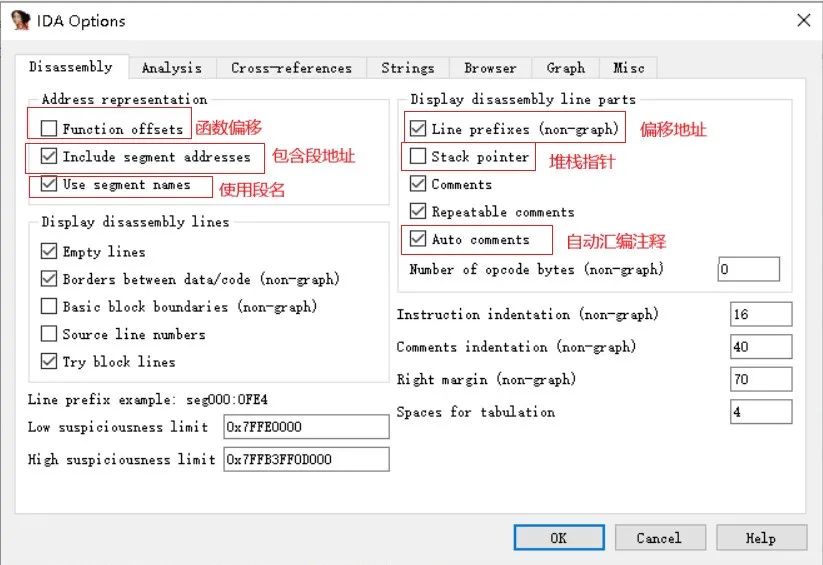 IDA Options
Disassembly Analysis Cross-references Strings Browser Graph Misc
Address representation
Function offsets 函数偏移
Include segment addresses 包含段地址
Use segment names 使用段名
Display disassembly lines
Empty lines
Borders between data/code (non-graph)
Basic block boundaries (non-graph)
Source line numbers
Try block lines
Line prefix example: seg000:0FE4
Low suspiciousness limit 0x7FFE0000
High suspiciousness limit 0x7FFB3FF0D000
Display disassembly line parts
Line prefixes (non-graph) 偏移地址
Stack pointer 堆栈指针
Comments
Repeatable comments
Auto comments 自动汇编注释
Number of opcode bytes (non-graph) 0
Instruction indentation (non-graph) 16
Comments indentation (non-graph) 40
Right margin (non-graph) 70
Spaces for tabulation 4
OK Cancel Help